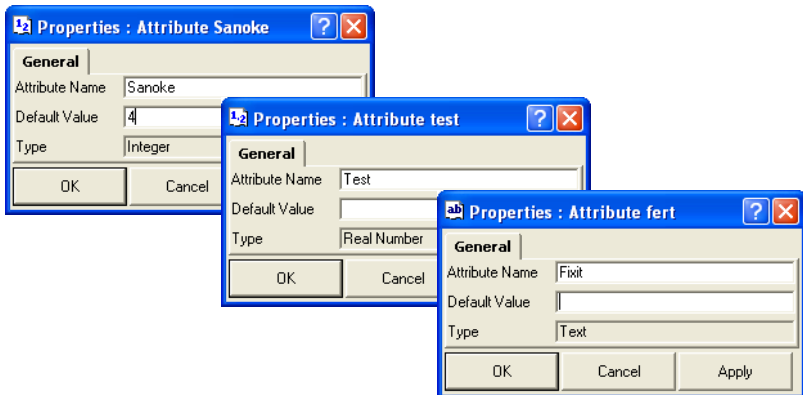 Properties : Attribute Sanoke
General
Attribute Name Sanoke
Default Value 4
Type Integer
OK Cancel
Properties : Attribute test
General
Attribute Name Test
Default Value
Type Real Number
OK Cancel
Properties : Attribute fert
General
Attribute Name Fixit
Default Value
Type Text
OK Cancel Apply